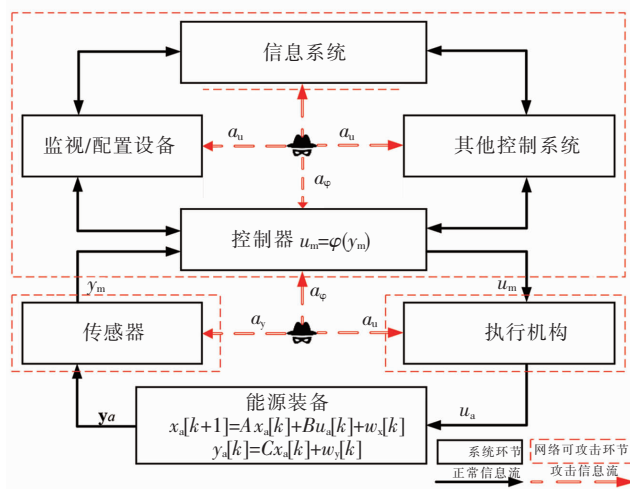 信息系统
监视/配置设备
a_u
a_u
其他控制系统
a_φ
控制器 u_m=φ(y_m)
y_m
a_φ
u_m
传感器
a_y
a_u
执行机构
y_a
能源装备
x_a[k+1]=Ax_a[k]+Bu_a[k]+w_x[k]
y_a[k]=Cx_a[k]+w_y[k]
u_a
系统环节
网络可攻击环节
正常信息流
攻击信息流